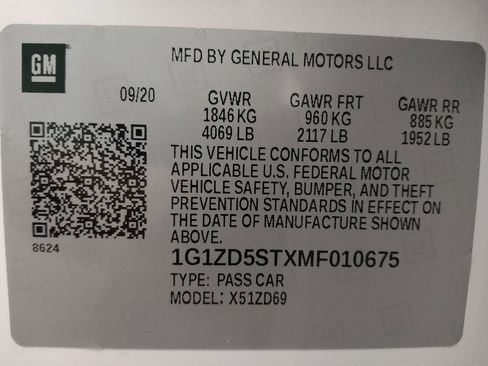 GM
MFD BY GENERAL MOTORS LLC
09/20 GVWR GAWR FRT GAWR RR
1846 KG 960 KG 885 KG
4069 LB 2117 LB 1952 LB
THIS VEHICLE CONFORMS TO ALL
APPLICABLE U.S. FEDERAL MOTOR
VEHICLE SAFETY, BUMPER, AND THEFT
PREVENTION STANDARDS IN EFFECT ON
THE DATE OF MANUFACTURE SHOWN
ABOVE.
8624
1G1ZD5STXMF010675
TYPE: PASS CAR
MODEL: X51ZD69